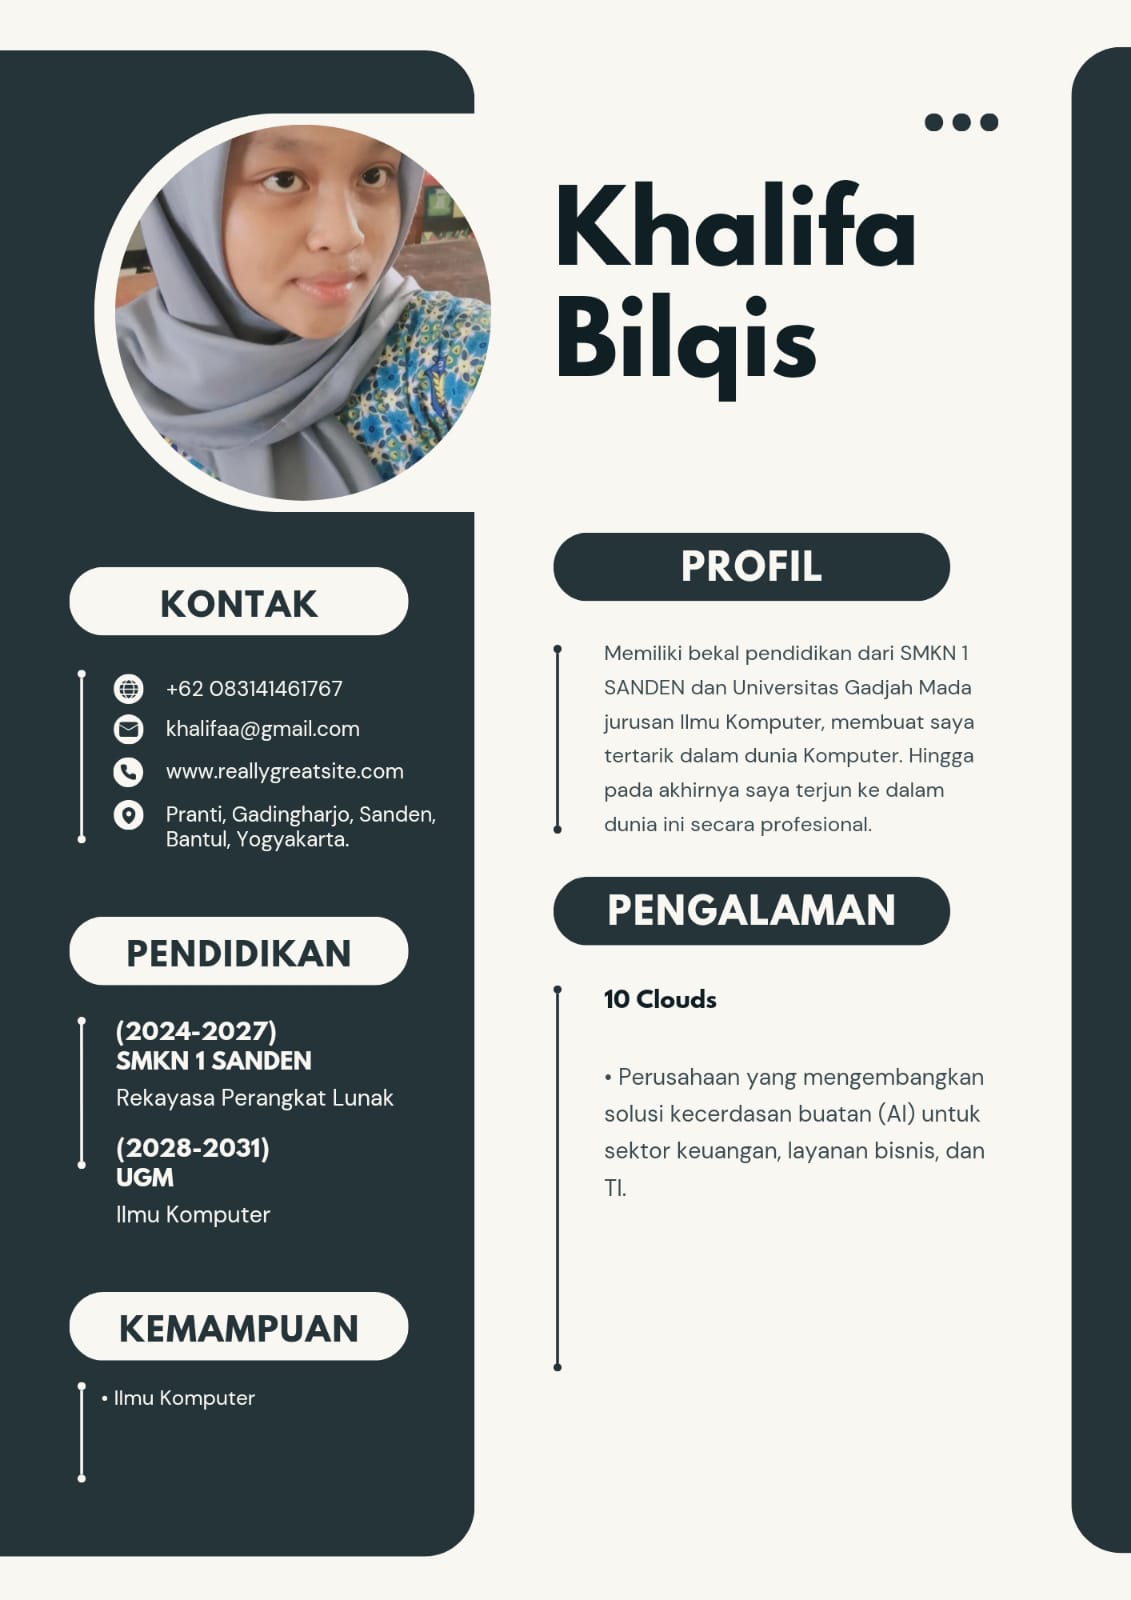 Khalifa
Bilqis
KONTAK
+62 083141461767
khalifaa@gmail.com
www.reallygreatsite.com
Pranti, Gadingharjo, Sanden,
Bantul, Yogyakarta.
PENDIDIKAN
(2024-2027)
SMKN 1 SANDEN
Rekayasa Perangkat Lunak
(2028-2031)
UGM
Ilmu Komputer
KEMAMPUAN
• Ilmu Komputer
PROFIL
Memiliki bekal pendidikan dari SMKN 1
SANDEN dan Universitas Gadjah Mada
jurusan Ilmu Komputer, membuat saya
tertarik dalam dunia Komputer. Hingga
pada akhirnya saya terjun ke dalam
dunia ini secara profesional.
PENGALAMAN
10 Clouds
• Perusahaan yang mengembangkan
solusi kecerdasan buatan (AI) untuk
sektor keuangan, layanan bisnis, dan
TI.